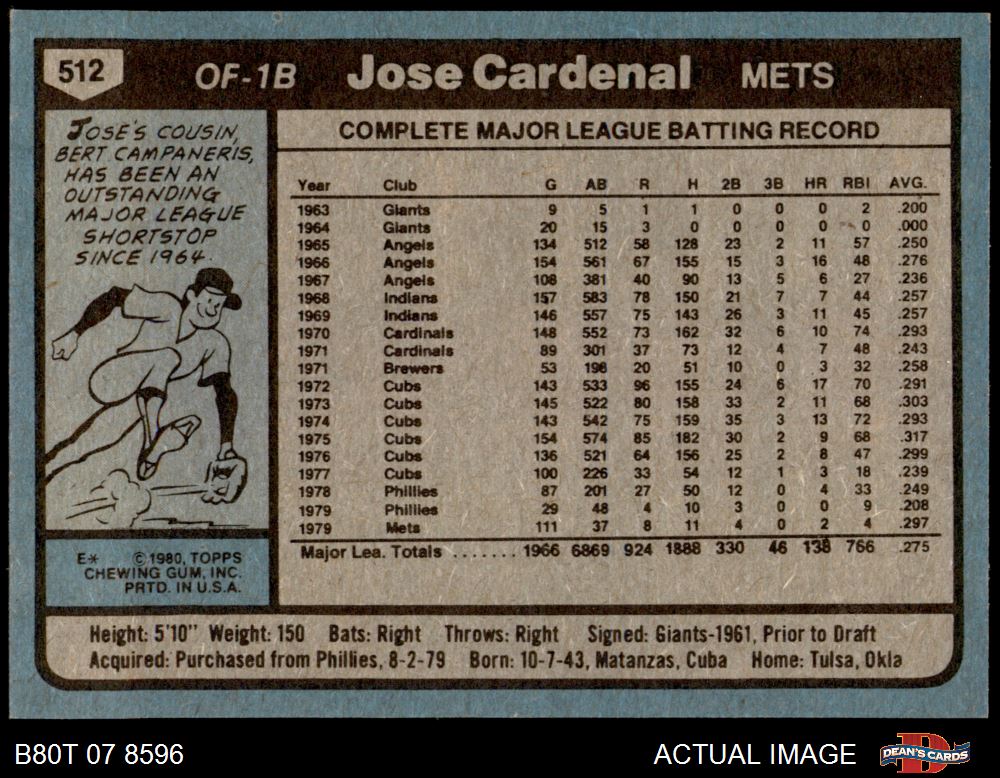 512 OF-1B Jose Cardenal METS
JOSE'S COUSIN,
BERT CAMPANERIS,
HAS BEEN AN
OUTSTANDING
MAJOR LEAGUE
SHORTSTOP
SINCE 1964.
E* © 1980, TOPPS
CHEWING GUM, INC.
PRTD. IN U.S.A.
COMPLETE MAJOR LEAGUE BATTING RECORD
Year Club G AB R H 2B 3B HR RBI AVG.
1963 Giants 9 5 1 1 0 0 0 2 .200
1964 Giants 20 15 3 0 0 0 0 0 .000
1965 Angels 134 512 58 128 23 2 11 57 .250
1966 Angels 154 561 67 155 15 3 16 48 .276
1967 Angels 108 381 40 90 13 5 6 27 .236
1968 Indians 157 583 78 150 21 7 7 44 .257
1969 Indians 146 557 75 143 26 3 11 45 .257
1970 Cardinals 148 552 73 162 32 6 10 74 .293
1971 Cardinals 89 301 37 73 12 4 7 48 .243
1971 Brewers 53 198 20 51 10 0 3 32 .258
1972 Cubs 143 533 96 155 24 6 17 70 .291
1973 Cubs 145 522 80 158 33 2 11 68 .303
1974 Cubs 143 542 75 159 35 3 13 72 .293
1975 Cubs 154 574 85 182 30 2 9 68 .317
1976 Cubs 136 521 64 156 25 2 8 47 .299
1977 Cubs 100 226 33 54 12 1 3 18 .239
1978 Phillies 87 201 27 50 12 0 4 33 .249
1979 Phillies 29 48 4 10 3 0 0 9 .208
1979 Mets 111 37 8 11 4 0 2 4 .297
Major Lea. Totals ....... 1966 6869 924 1888 330 46 138 766 .275
Height: 5'10" Weight: 150 Bats: Right Throws: Right Signed: Giants-1961, Prior to Draft
Acquired: Purchased from Phillies, 8-2-79 Born: 10-7-43, Matanzas, Cuba Home: Tulsa, Okla
B80T 07 8596 ACTUAL IMAGE DEAN'S CARDS